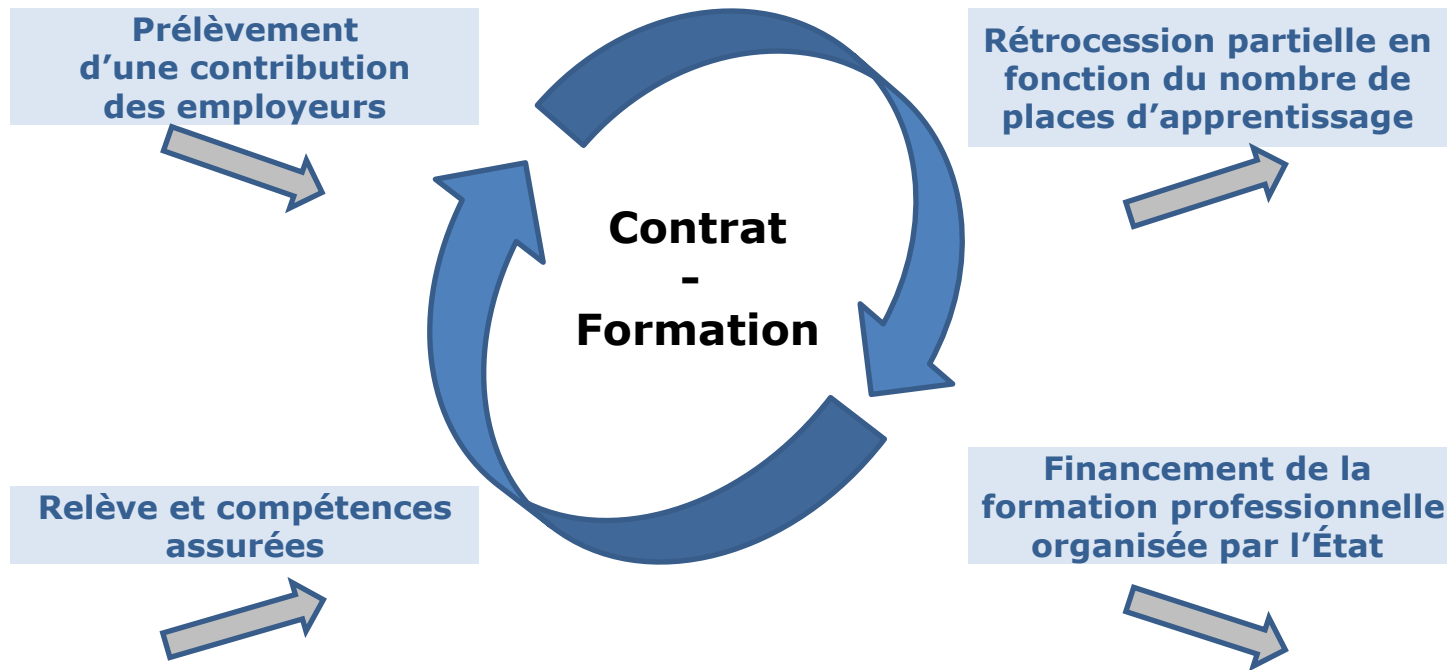 Prélèvement
d’une contribution
des employeurs
Rétrocession partielle en
fonction du nombre de
places d’apprentissage
Contrat
-
Formation
Relève et compétences
assurées
Financement de la
formation professionnelle
organisée par l’État